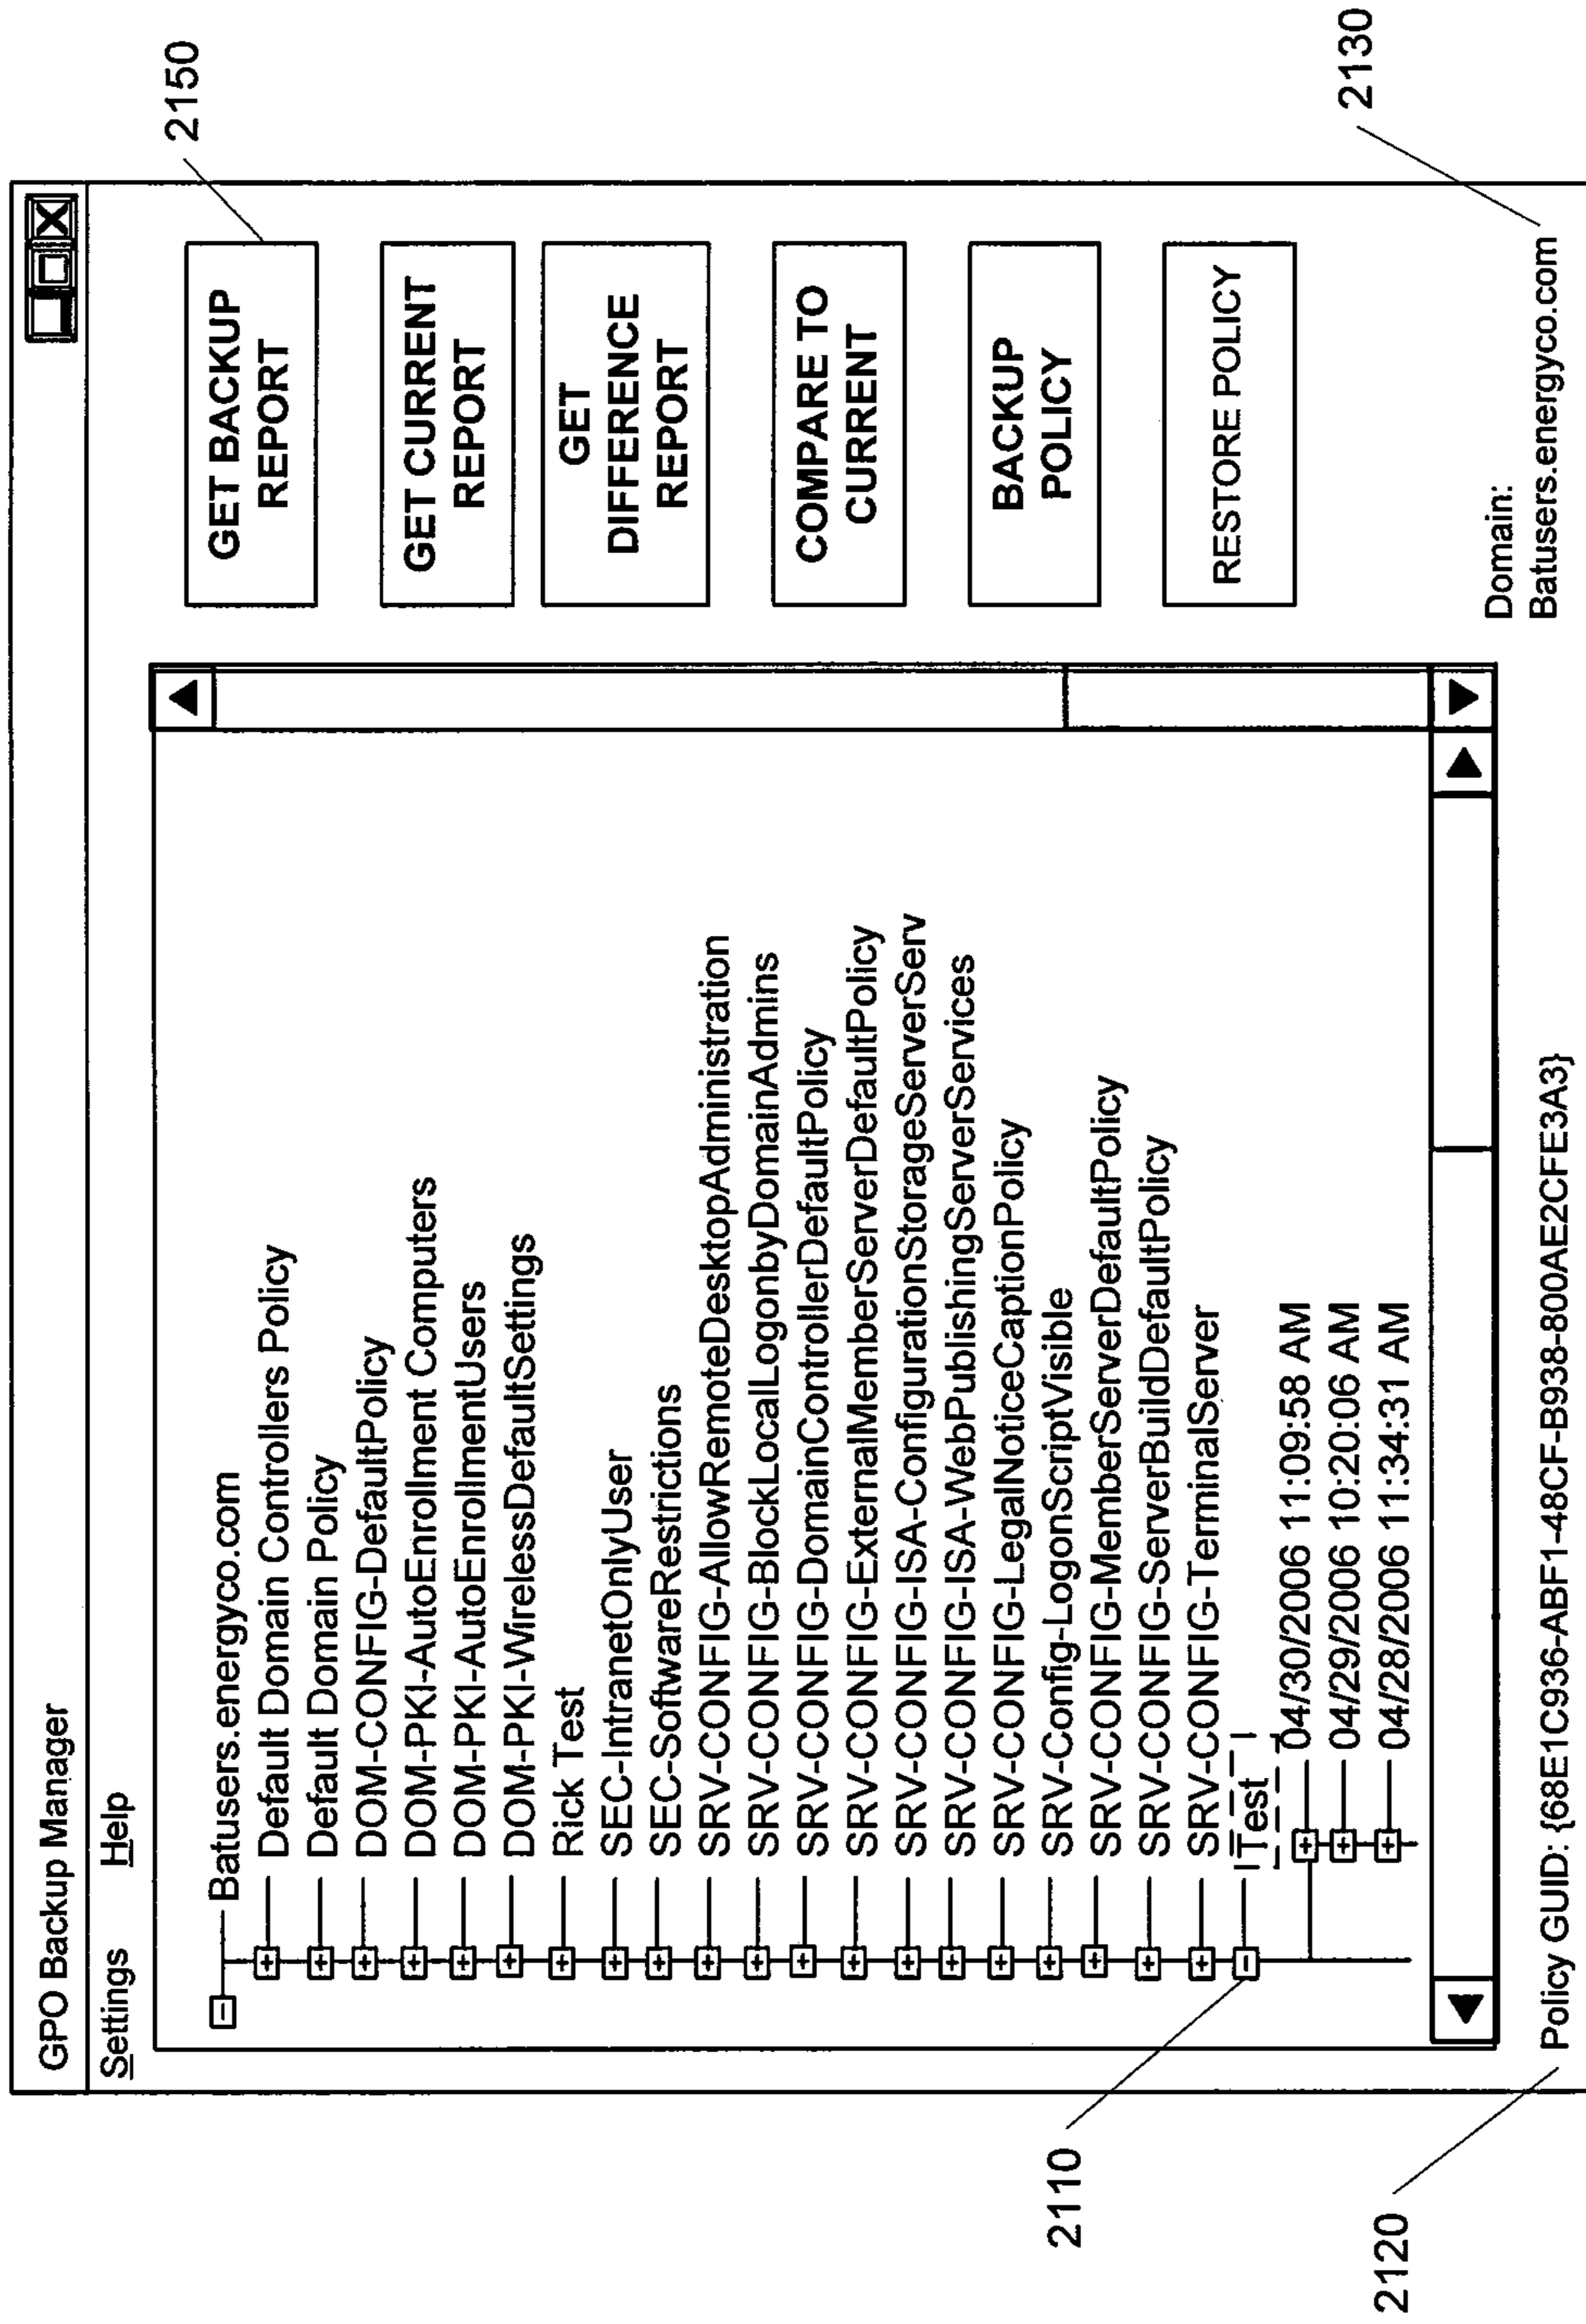 GPO Backup Manager
Settings Help
Batusers.energyco.com
Default Domain Controllers Policy
Default Domain Policy
DOM-CONFIG-DefaultPolicy
DOM-PKI-AutoEnrollment Computers
DOM-PKI-AutoEnrollmentUsers
DOM-PKI-WirelessDefaultSettings
Rick Test
SEC-IntranetOnlyUser
SEC-SoftwareRestrictions
SRV-CONFIG-AllowRemoteDesktopAdministration
SRV-CONFIG-BlockLocalLogonbyDomainAdmins
SRV-CONFIG-DomainControllerDefaultPolicy
SRV-CONFIG-ExternalMemberServerDefaultPolicy
SRV-CONFIG-ISA-ConfigurationStorageServerServ
SRV-CONFIG-ISA-WebPublishingServerServices
SRV-CONFIG-LegalNoticeCaptionPolicy
SRV-Config-LogonScriptVisible
SRV-CONFIG-MemberServerDefaultPolicy
SRV-CONFIG-ServerBuildDefaultPolicy
SRV-CONFIG-TerminalServer
Test
04/30/2006 11:09:58 AM
04/29/2006 10:20:06 AM
04/28/2006 11:34:31 AM
GET BACKUP
REPORT
GET CURRENT
REPORT
GET
DIFFERENCE
REPORT
COMPARE TO
CURRENT
BACKUP
POLICY
RESTORE POLICY
Domain:
Batusers.energyco.com
Policy GUID: {68E1C936-ABF1-48CF-B938-800AE2CFE3A3}
2150
2130
2110
2120